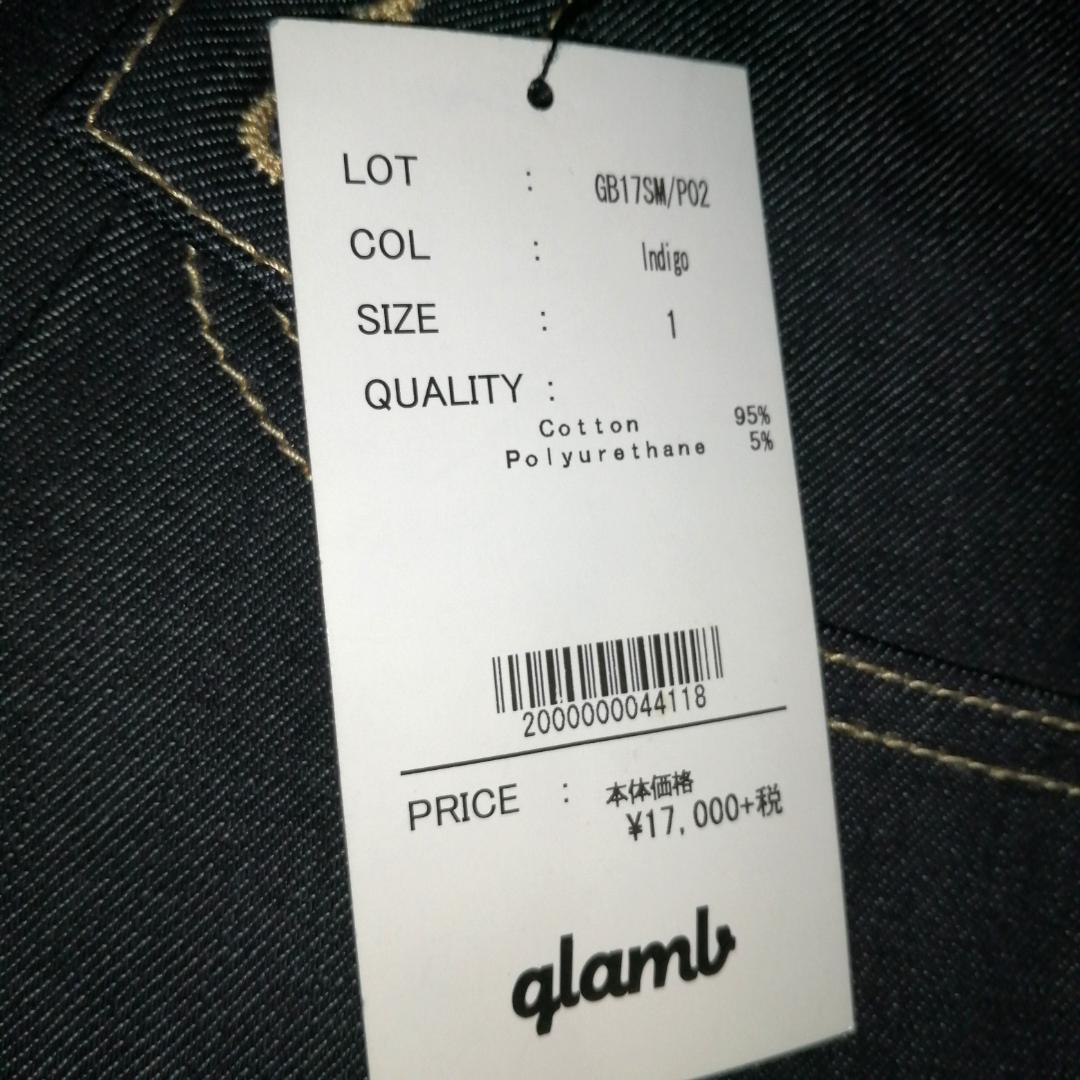 LOT : GB17SM/P02
COL : Indigo
SIZE : 1
QUALITY :
Cotton 95%
Polyurethane 5%
2000000044118
PRICE : 本体価格
¥17,000+税
glamb